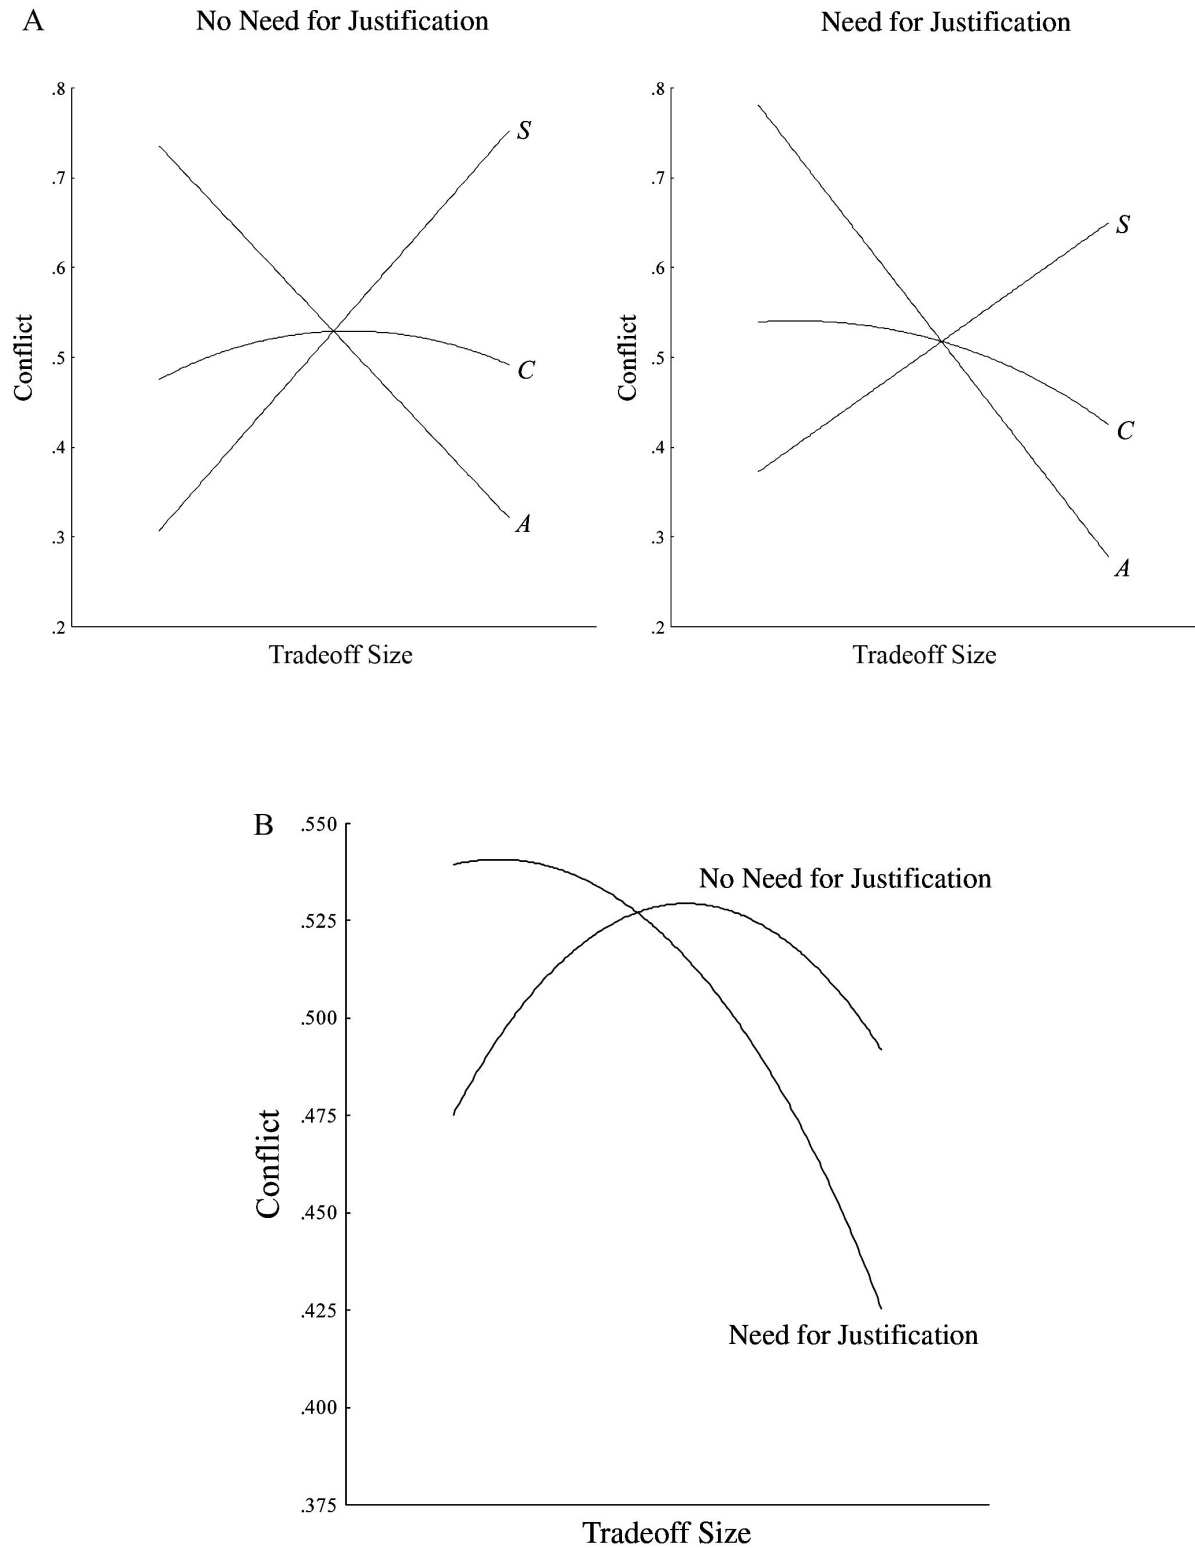 A
No Need for Justification
Need for Justification
.8
.7
.6
.5
.4
.3
.2
Conflict
S
C
A
Tradeoff Size
.8
.7
.6
.5
.4
.3
.2
Conflict
S
C
A
Tradeoff Size
B
.550
.525
.500
.475
.450
.425
.400
.375
Conflict
No Need for Justification
Need for Justification
Tradeoff Size